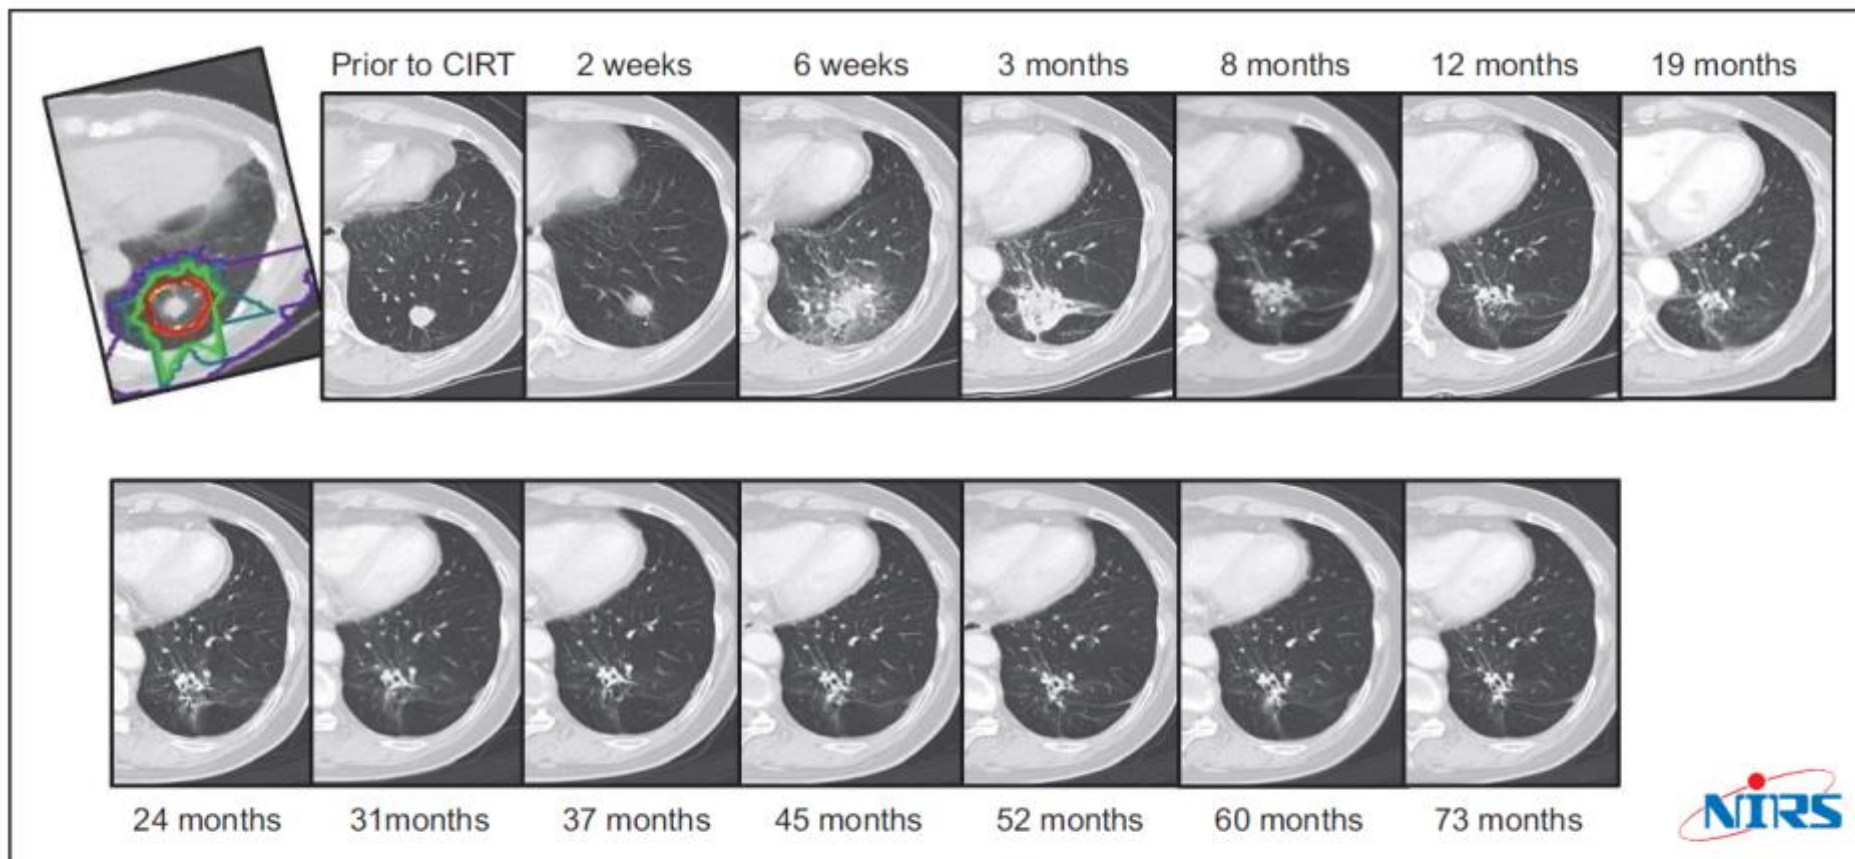 Prior to CIRT 2 weeks 6 weeks 3 months 8 months 12 months 19 months
24 months 31months 37 months 45 months 52 months 60 months 73 months
NIRS